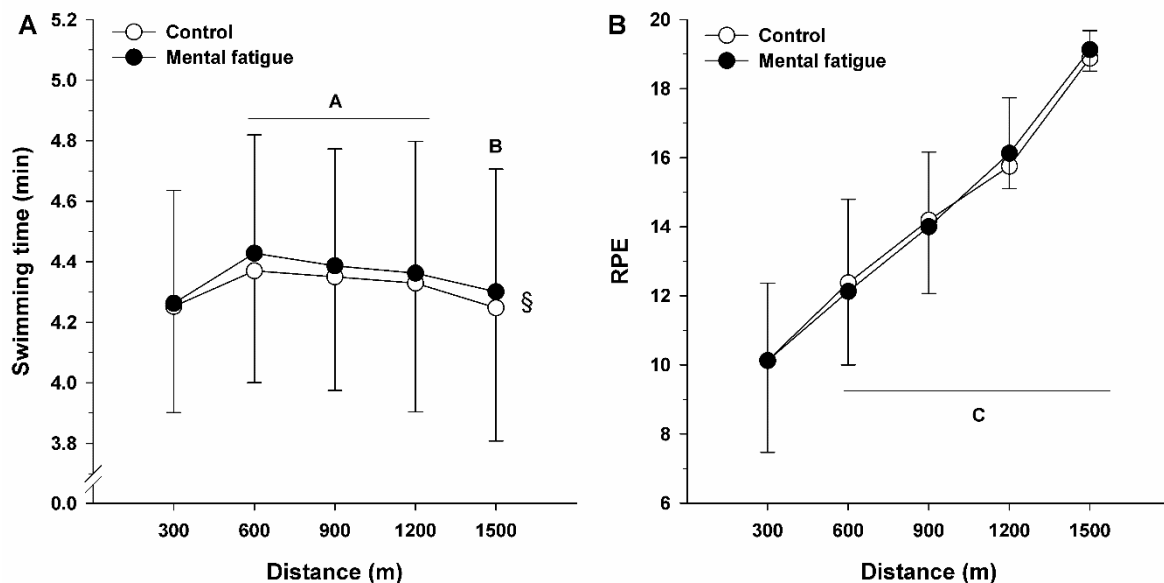 A
Control
Mental fatigue
Swimming time (min)
5.2
5.0
4.8
4.6
4.4
4.2
4.0
3.8
0.0
A
B
§
300 600 900 1200 1500
Distance (m)
B
Control
Mental fatigue
RPE
20
18
16
14
12
10
8
6
C
300 600 900 1200 1500
Distance (m)